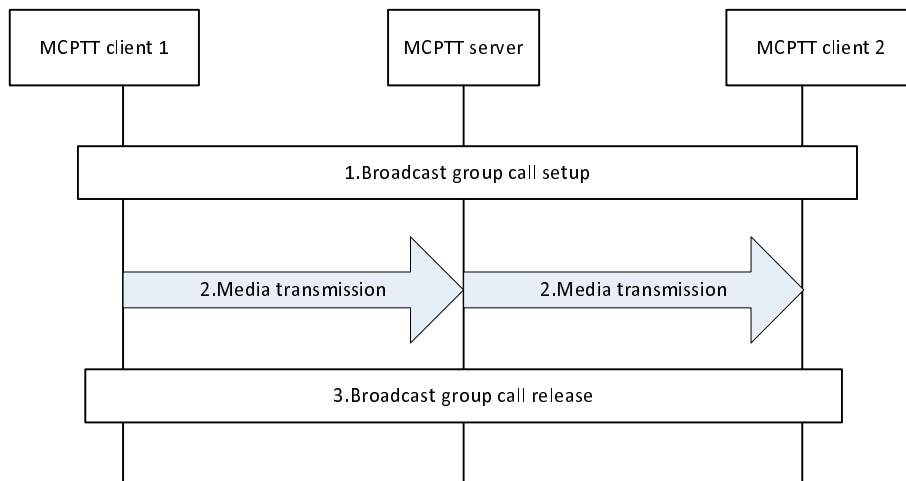 MCPTT client 1
MCPTT server
MCPTT client 2
1.Broadcast group call setup
2.Media transmission
2.Media transmission
3.Broadcast group call release